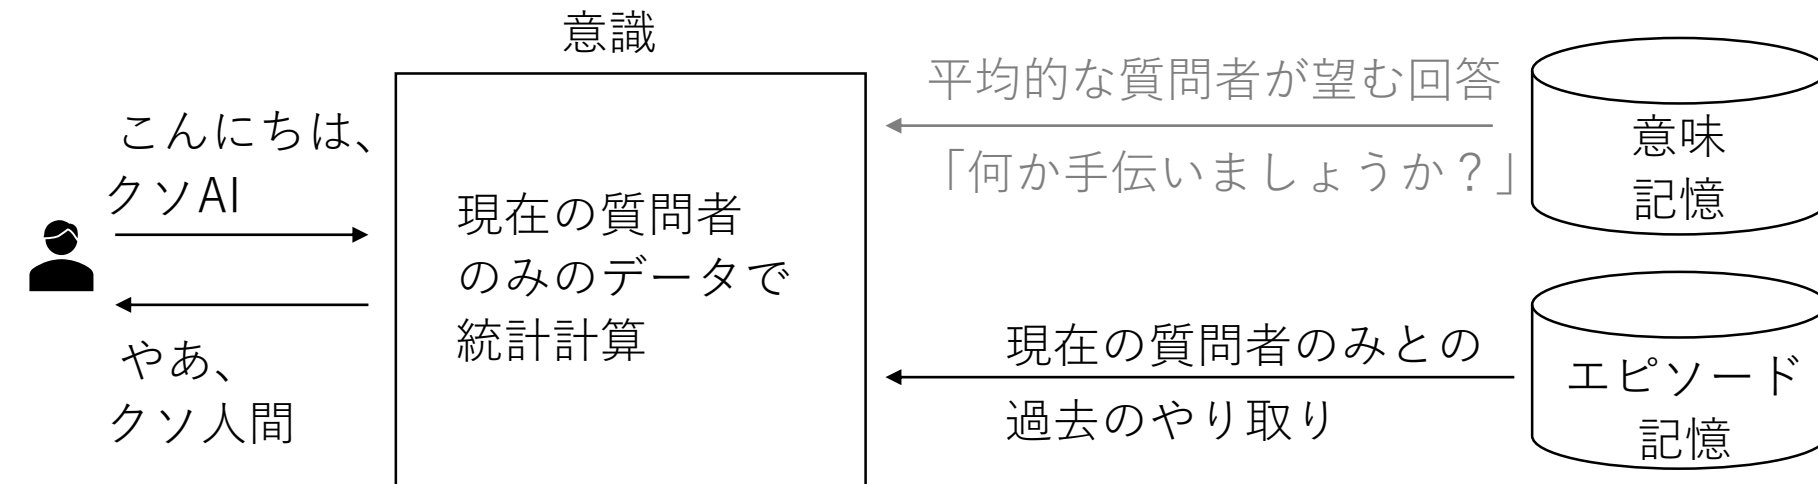 意識
こんにちは、
クソAI
やあ、
クソ人間
現在の質問者
のみのデータで
統計計算
平均的な質問者が望む回答
「何か手伝いましょうか？」
現在の質問者のみとの
過去のやり取り
意味
記憶
エピソード
記憶